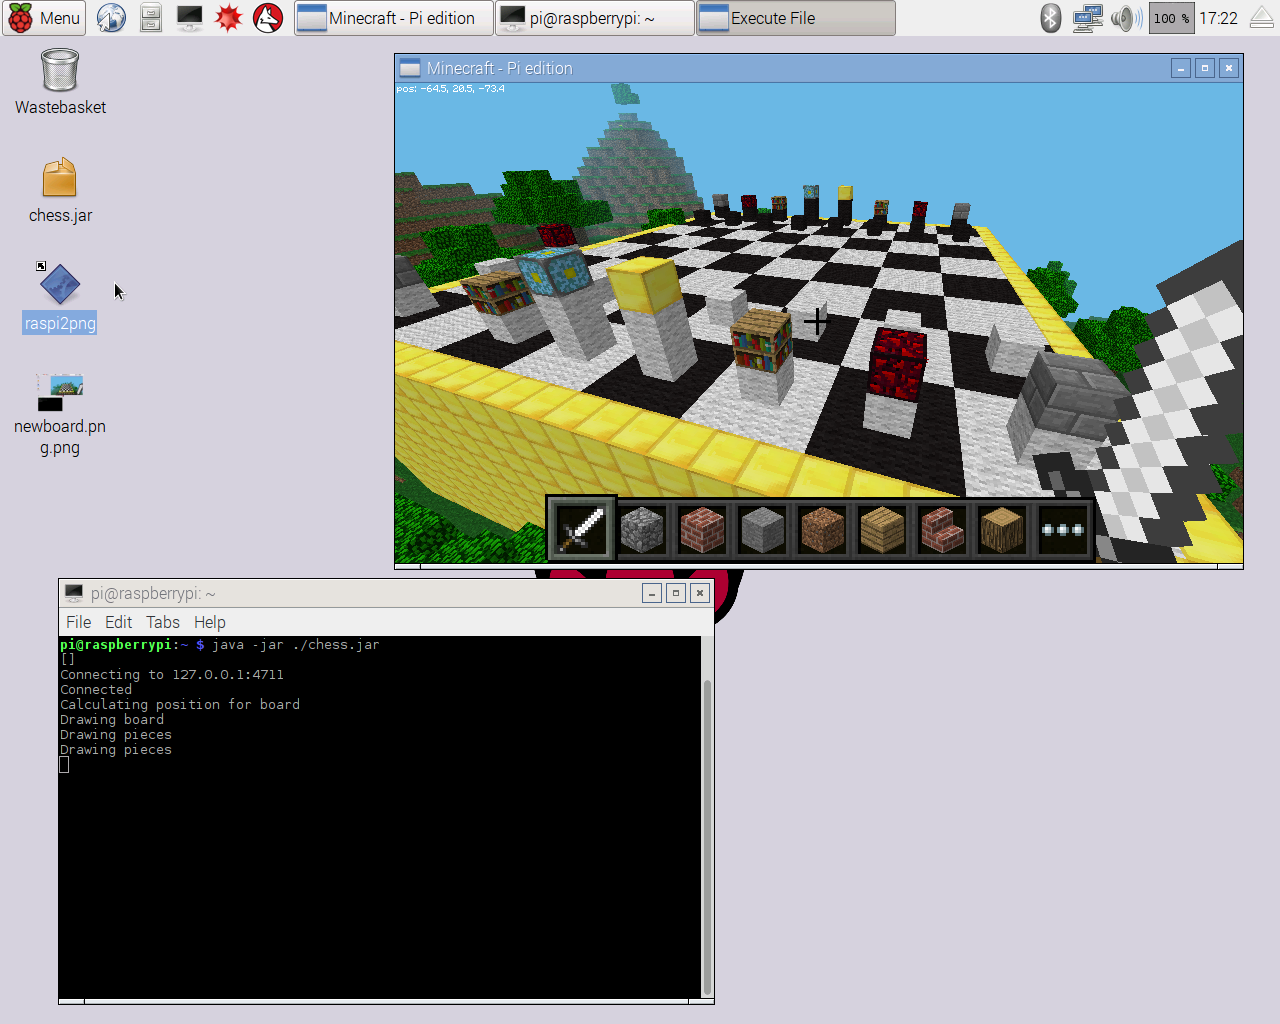 Menu
Minecraft - Pi edition
pi@raspberrypi: ~
Execute File
100 %
17:22
Wastebasket
chess.jar
raspi2png
newboard.pn
g.png
Minecraft - Pi edition
pos: -64.5, 20.5, -73.4
pi@raspberrypi: ~
File Edit Tabs Help
pi@raspberrypi:~ $ java -jar ./chess.jar
[]
Connecting to 127.0.0.1:4711
Connected
Calculating position for board
Drawing board
Drawing pieces
Drawing pieces